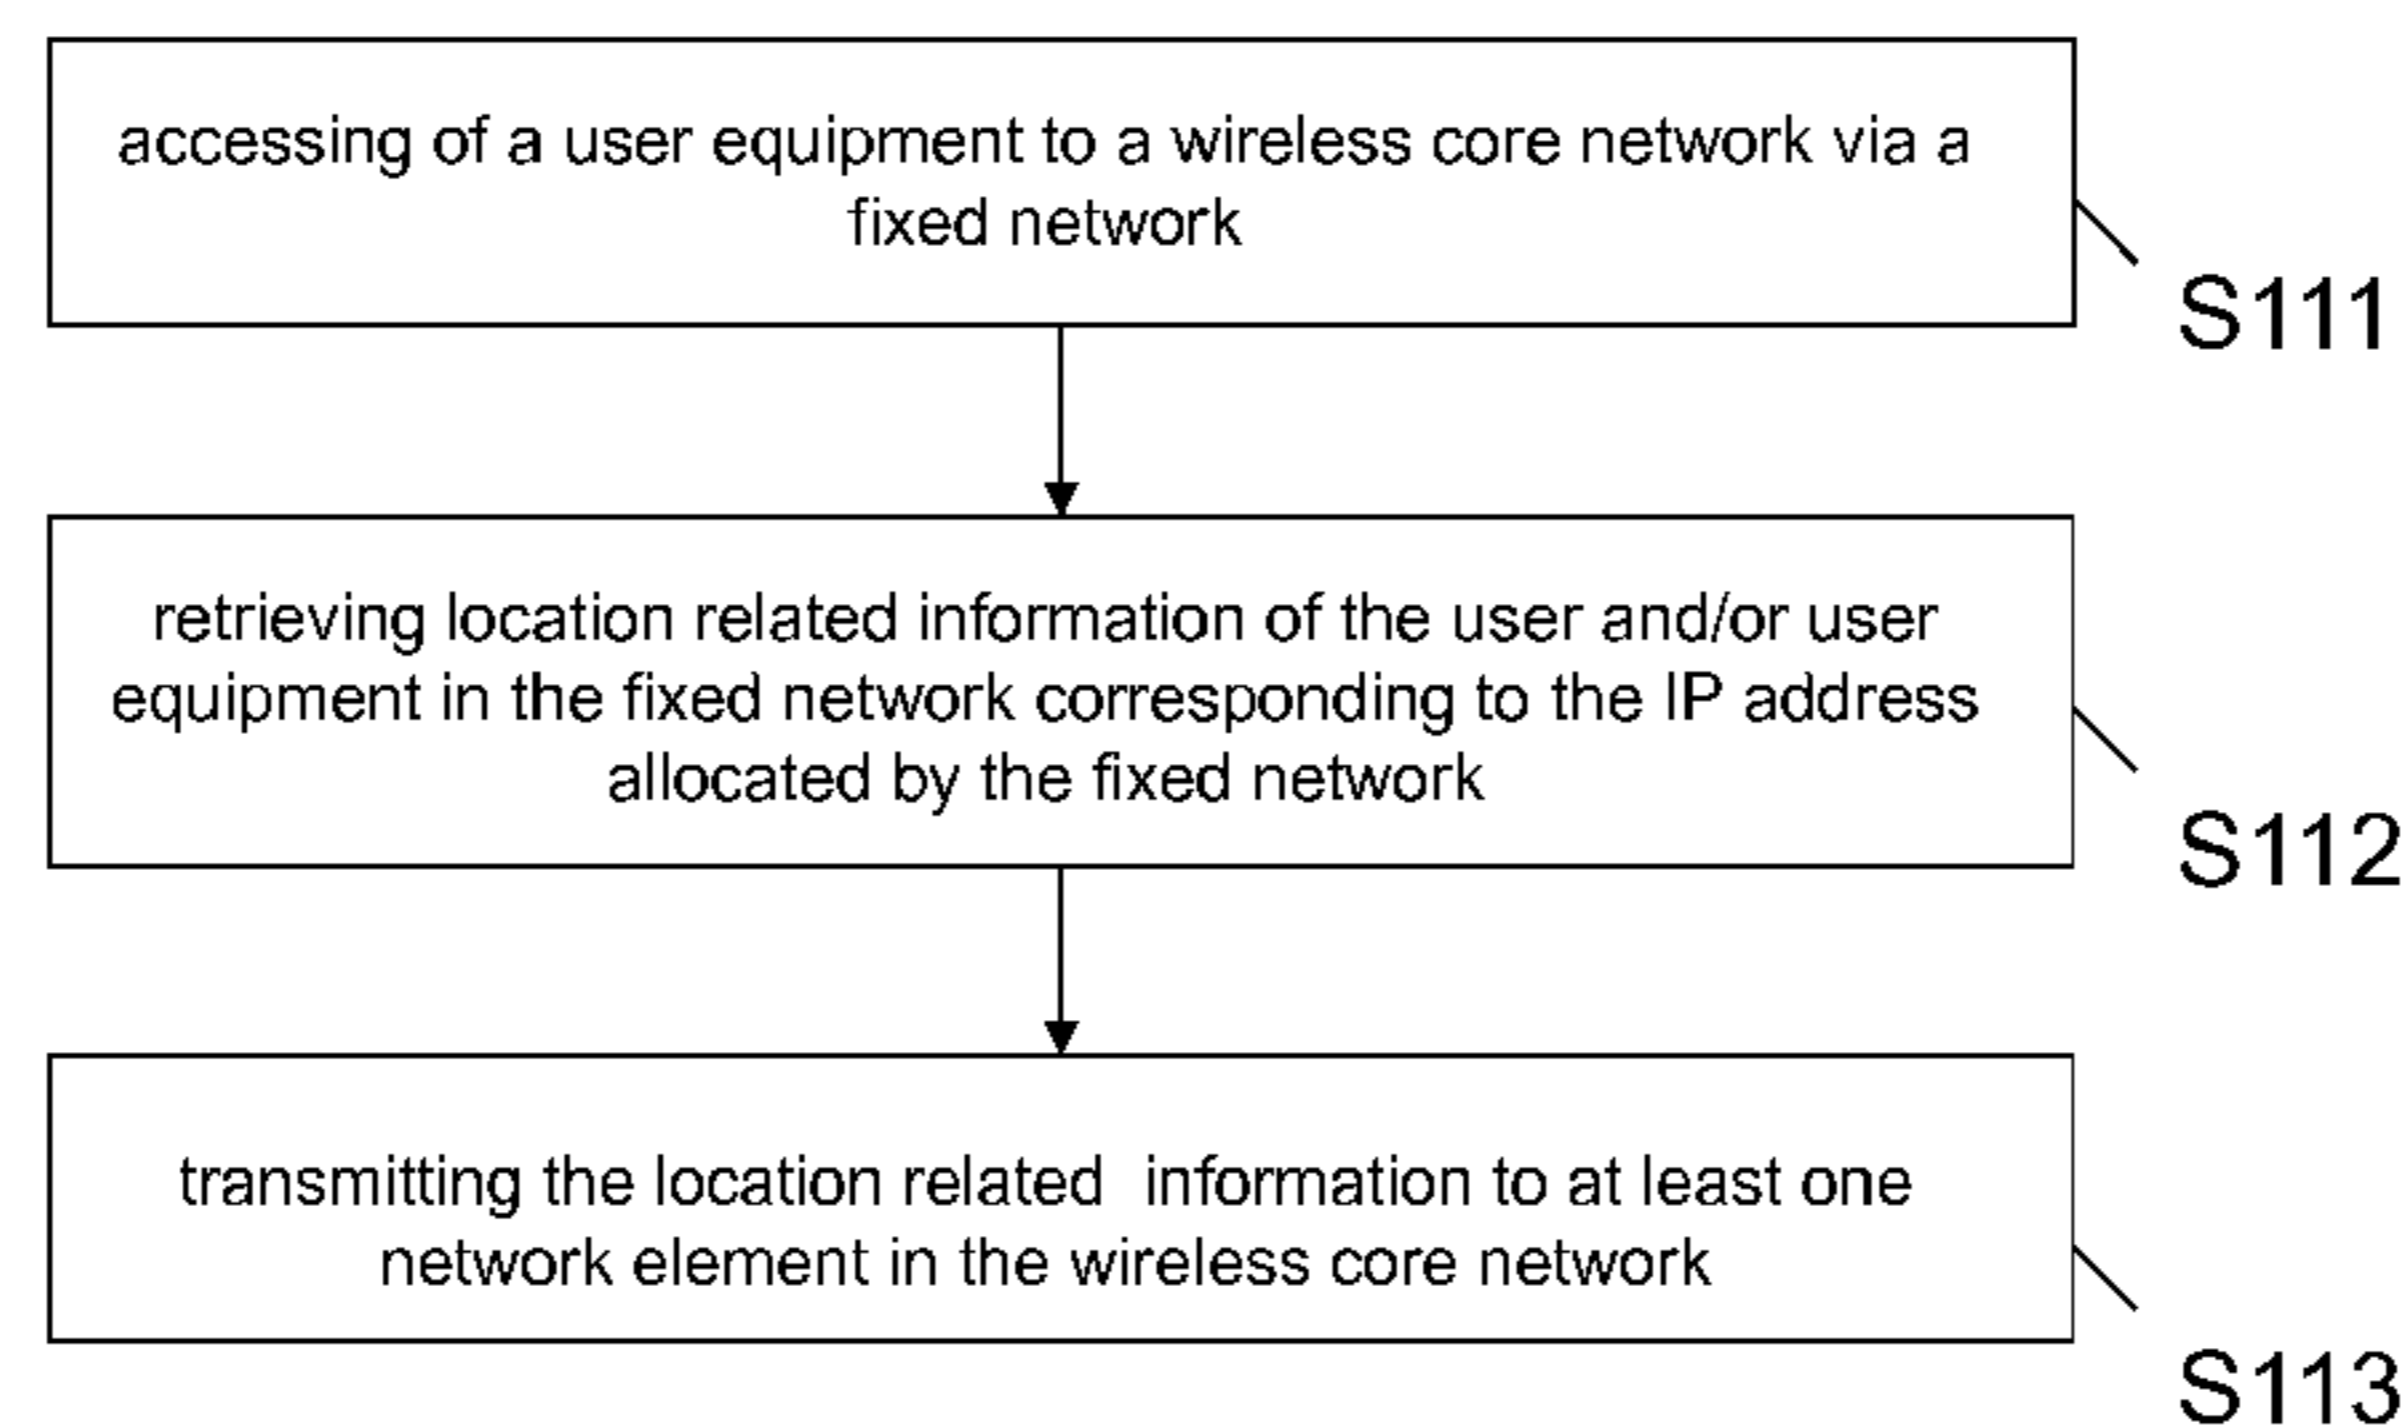 accessing of a user equipment to a wireless core network via a
fixed network
S111
retrieving location related information of the user and/or user
equipment in the fixed network corresponding to the IP address
allocated by the fixed network
S112
transmitting the location related information to at least one
network element in the wireless core network
S113